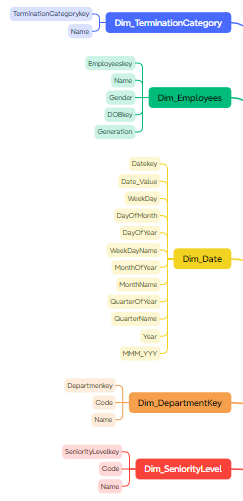 TerminationCategorykey
Name
Dim_TerminationCategory
Employeeskey
Name
Gender
DOBkey
Generation
Dim_Employees
Datekey
Date_Value
WeekDay
DayOfMonth
DayOfYear
WeekDayName
MonthOfYear
MonthName
QuarterOfYear
QuarterName
Year
MMM_YYY
Dim_Date
Departmenkey
Code
Name
Dim_DepartmentKey
SeniorityLevelkey
Code
Name
Dim_SeniorityLevel